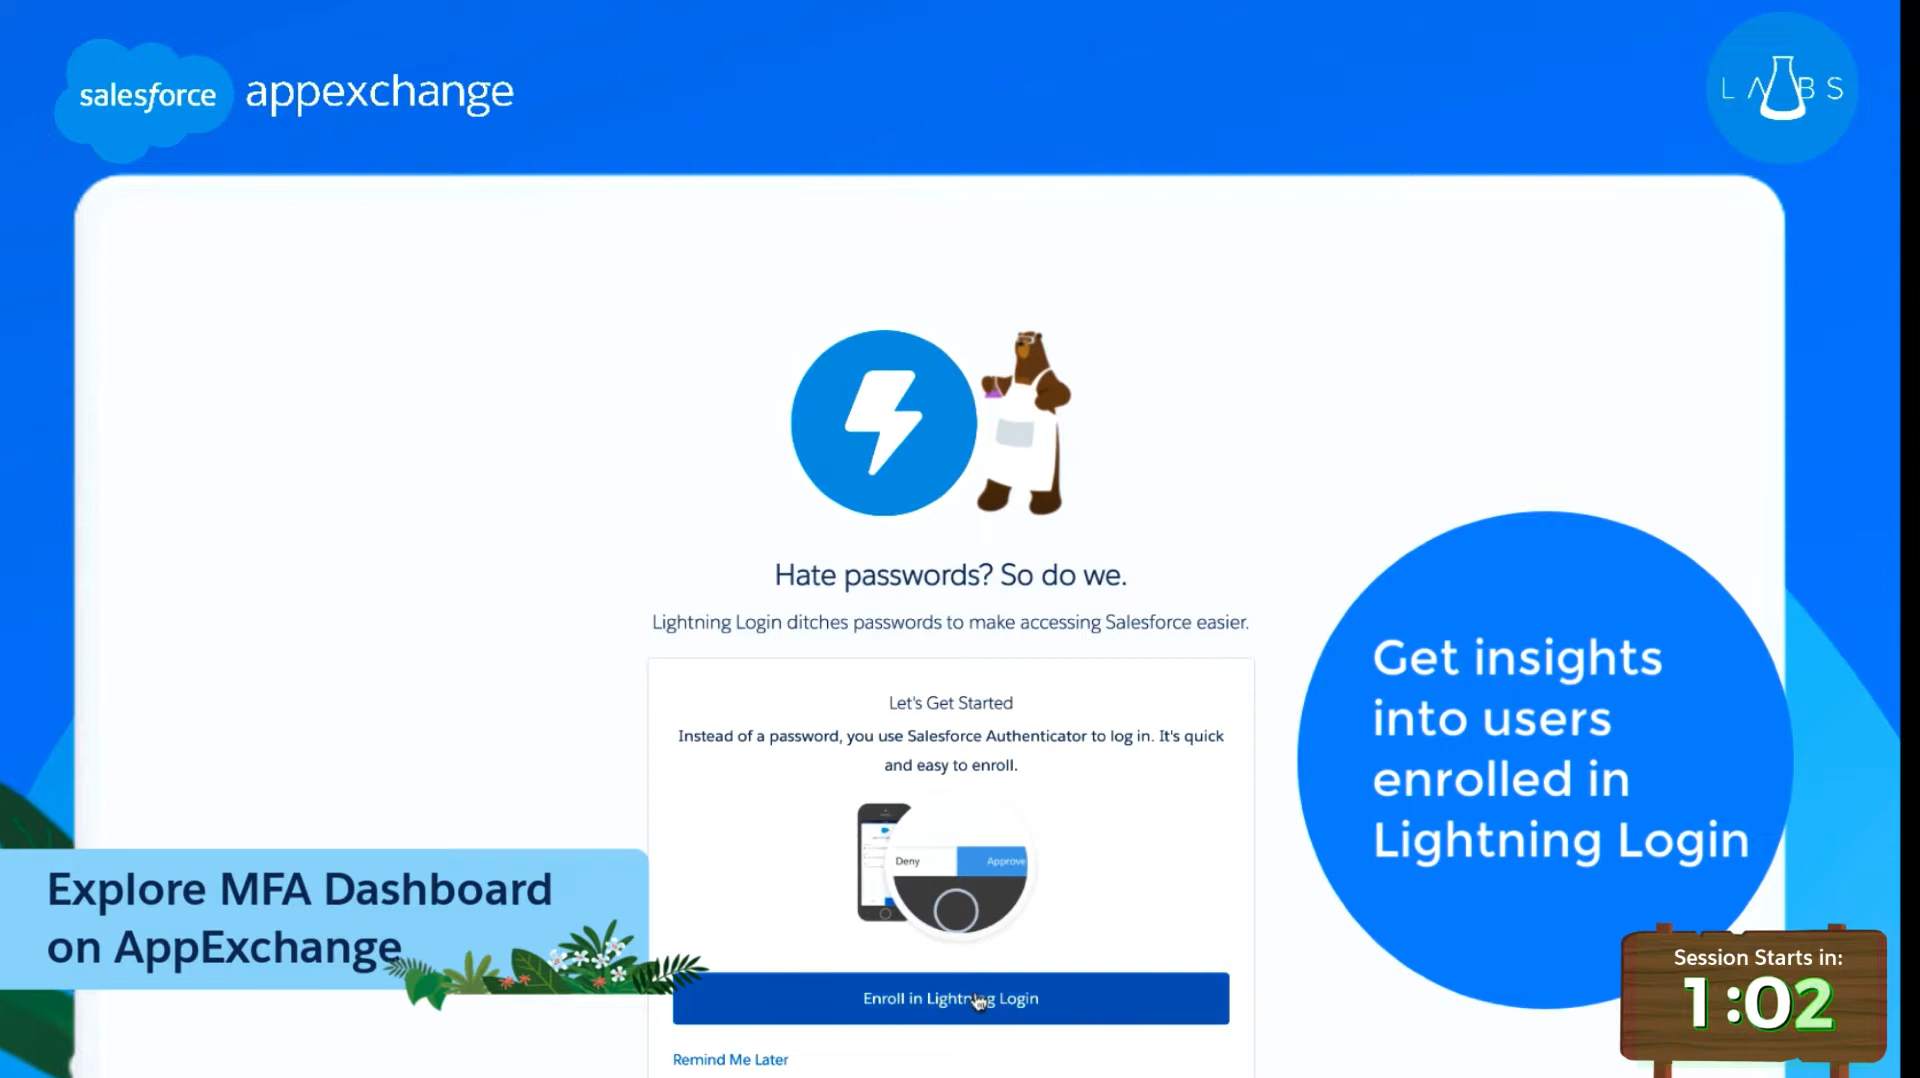 salesforce appexchange
LABS
Hate passwords? So do we.
Lightning Login ditches passwords to make accessing Salesforce easier.
Let's Get Started
Instead of a password, you use Salesforce Authenticator to log in. It's quick
and easy to enroll.
Deny Approve
Get insights
into users
enrolled in
Lightning Login
Explore MFA Dashboard
on AppExchange
Enroll in Lightning Login
Remind Me Later
Session Starts in:
1:02